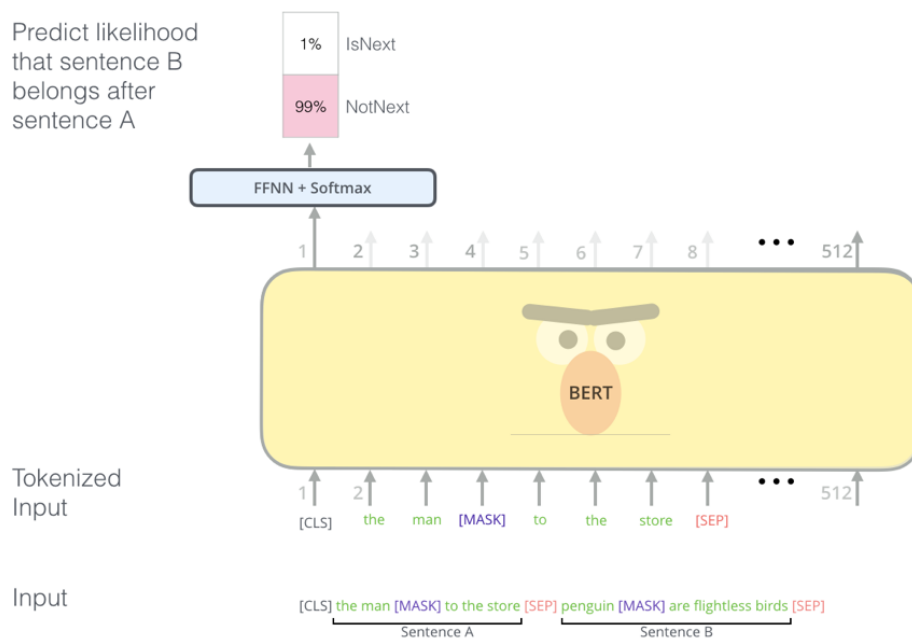 Predict likelihood
that sentence B
belongs after
sentence A
1% IsNext
99% NotNext
FFNN + Softmax
1 2 3 4 5 6 7 8 ••• 512
BERT
Tokenized
Input
1 2 ••• 512
[CLS] the man [MASK] to the store [SEP]
Input
[CLS] the man [MASK] to the store [SEP] penguin [MASK] are flightless birds [SEP]
Sentence A Sentence B